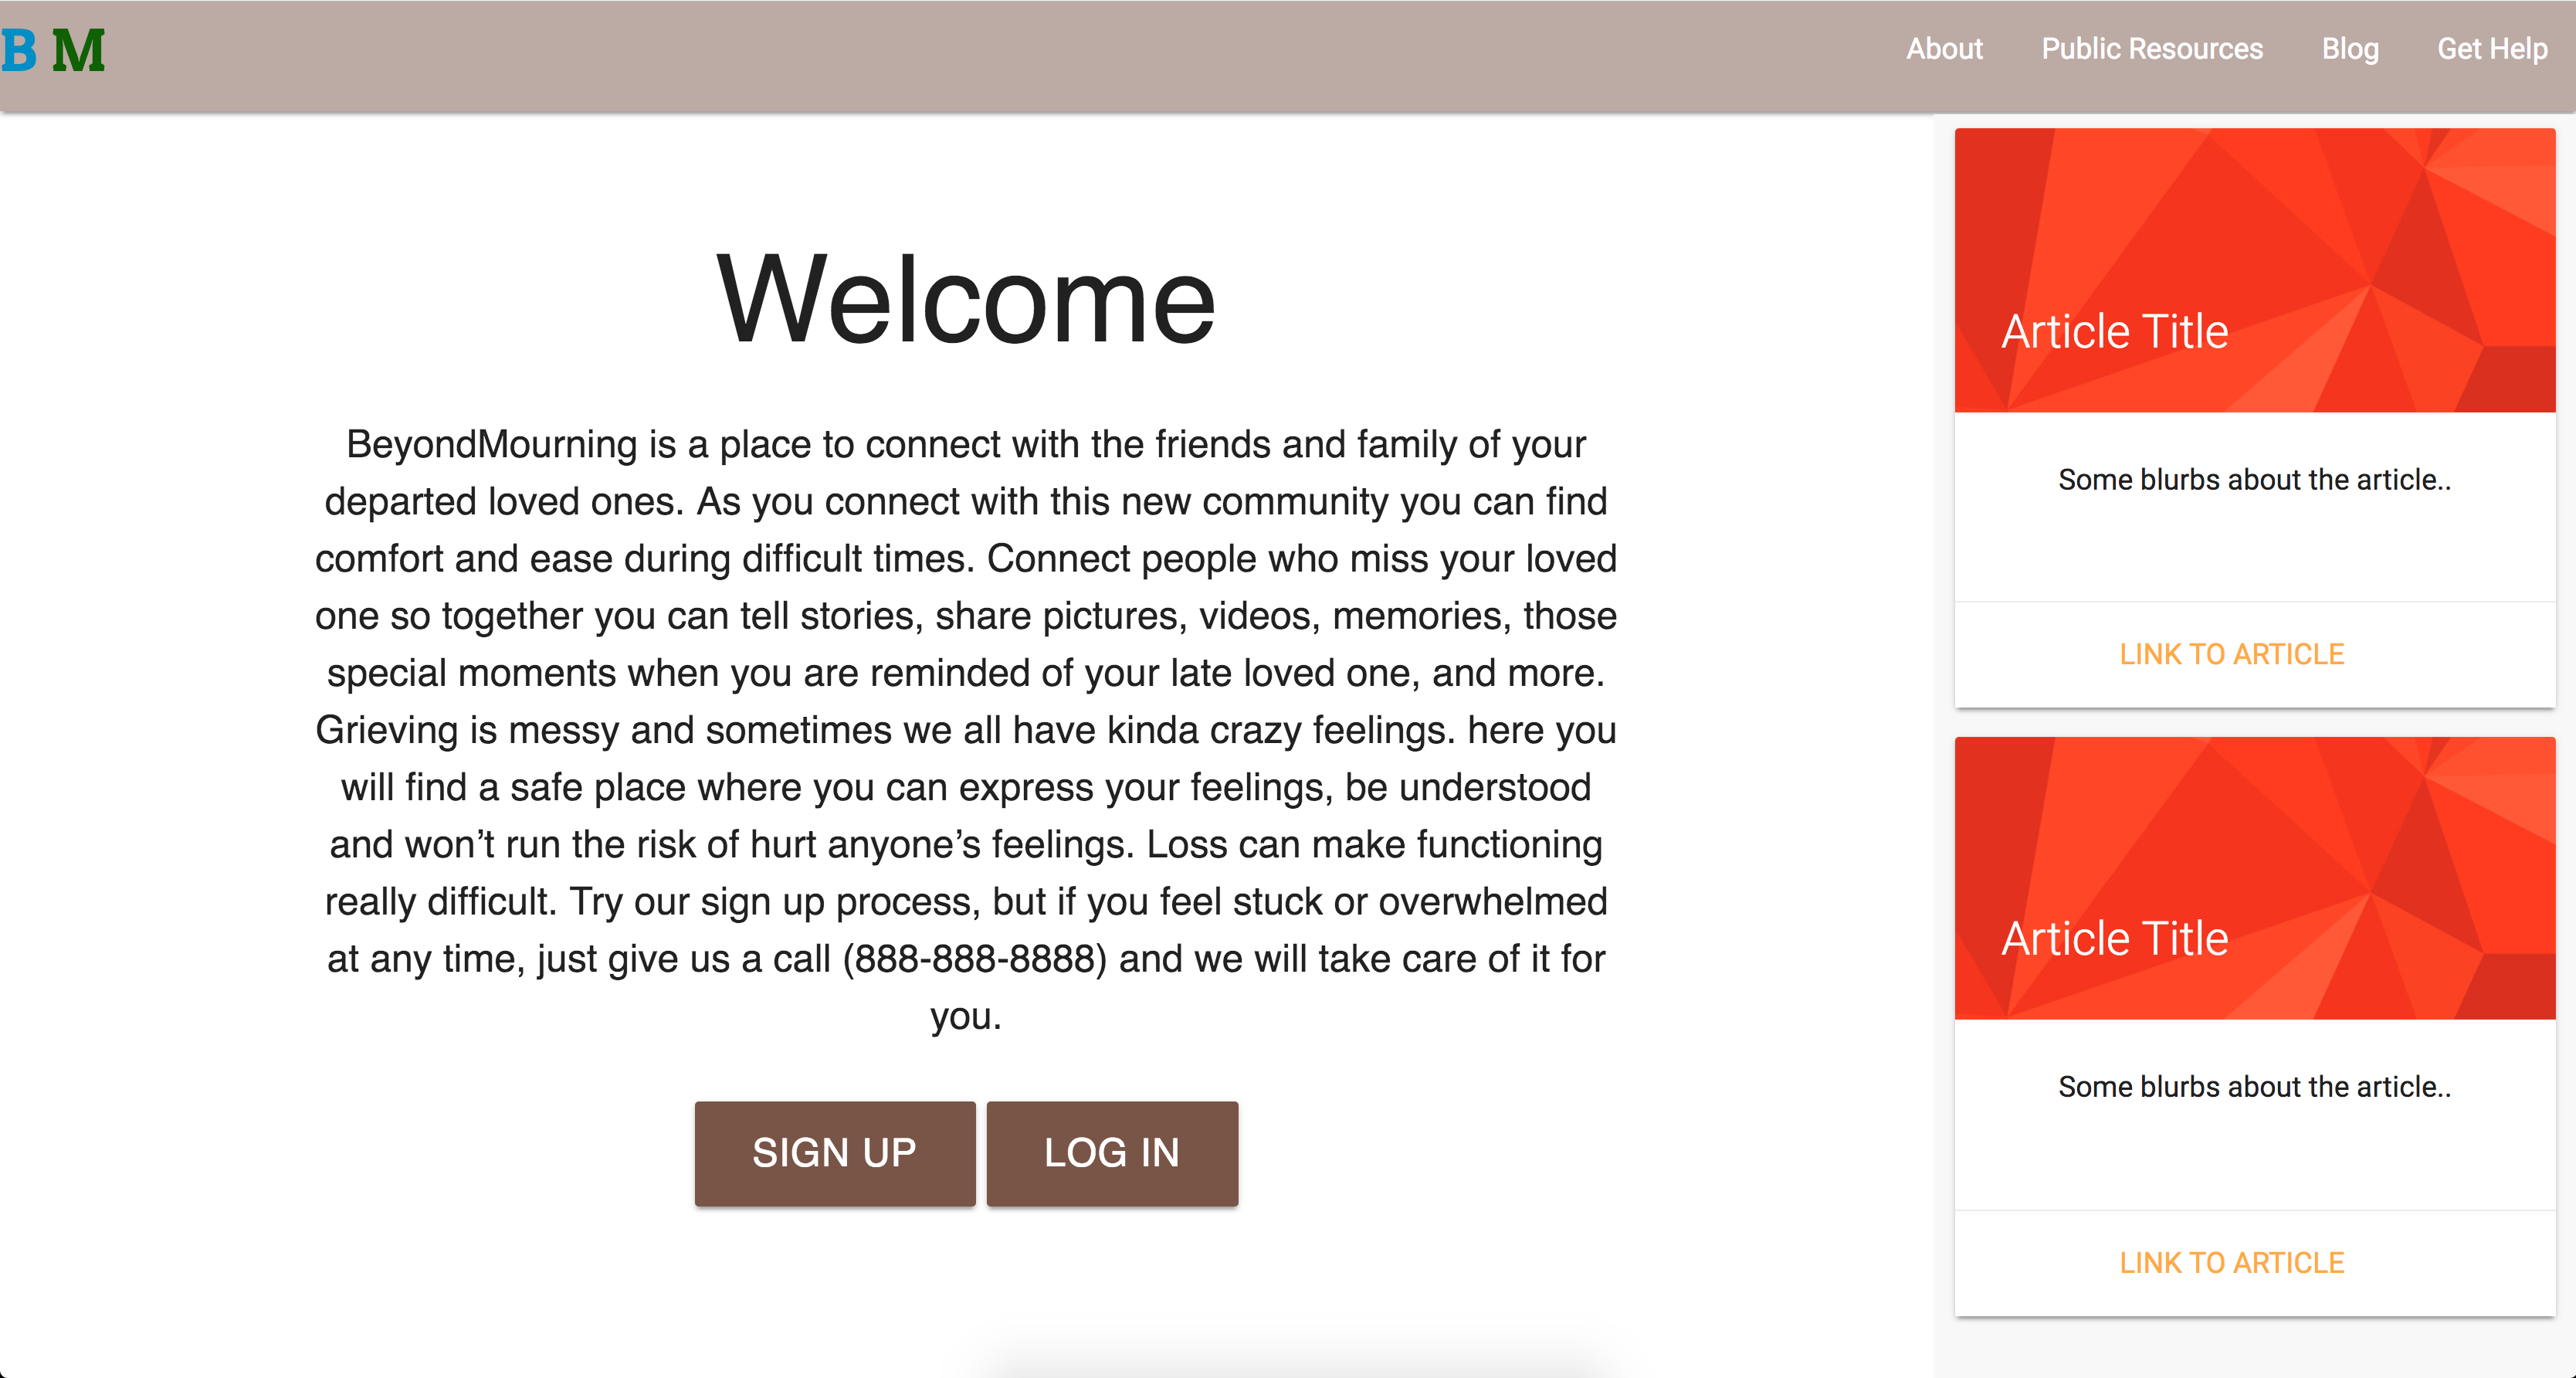 B M
About Public Resources Blog Get Help
Welcome
BeyondMourning is a place to connect with the friends and family of your
departed loved ones. As you connect with this new community you can find
comfort and ease during difficult times. Connect people who miss your loved
one so together you can tell stories, share pictures, videos, memories, those
special moments when you are reminded of your late loved one, and more.
Grieving is messy and sometimes we all have kinda crazy feelings. here you
will find a safe place where you can express your feelings, be understood
and won’t run the risk of hurt anyone’s feelings. Loss can make functioning
really difficult. Try our sign up process, but if you feel stuck or overwhelmed
at any time, just give us a call (888-888-8888) and we will take care of it for
you.
SIGN UP LOG IN
Article Title
Some blurbs about the article..
LINK TO ARTICLE
Article Title
Some blurbs about the article..
LINK TO ARTICLE